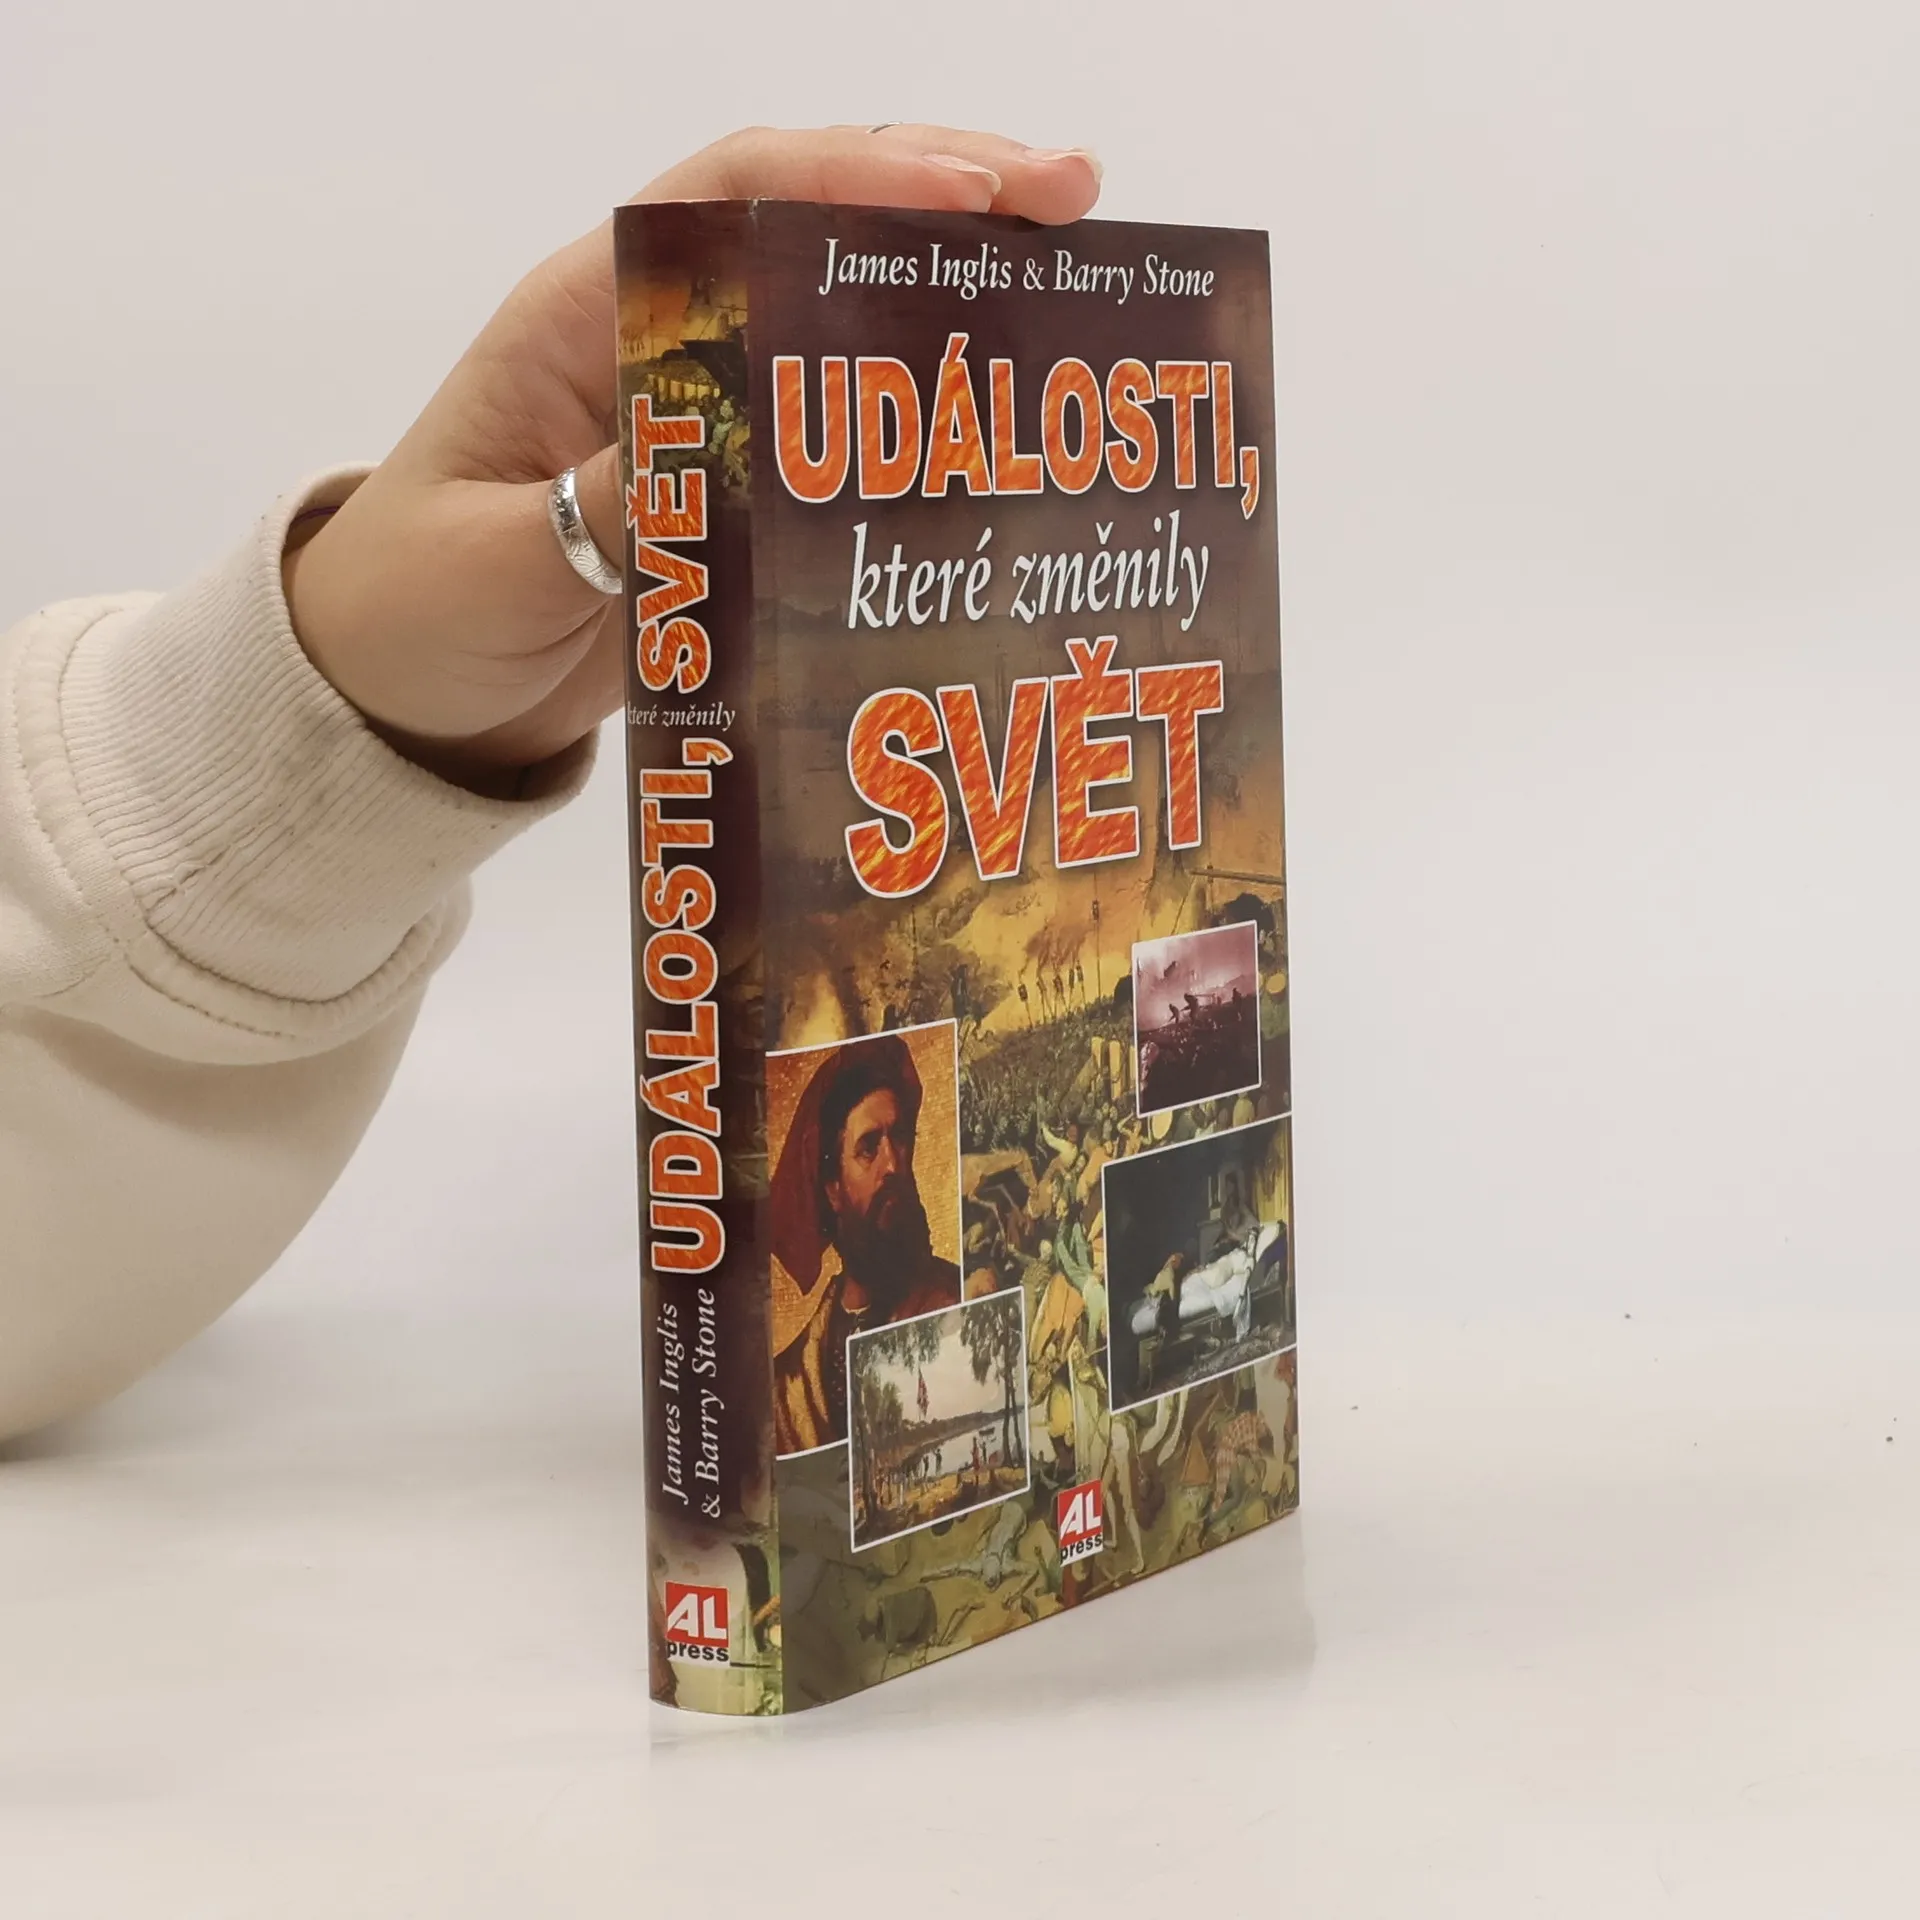 James Inglis & Barry Stone
UDÁLOSTI,
které změnily
SVĚT
AL
press
James Inglis
& Barry Stone
UDÁLOSTI,
které změnily
SVĚT
AL
press